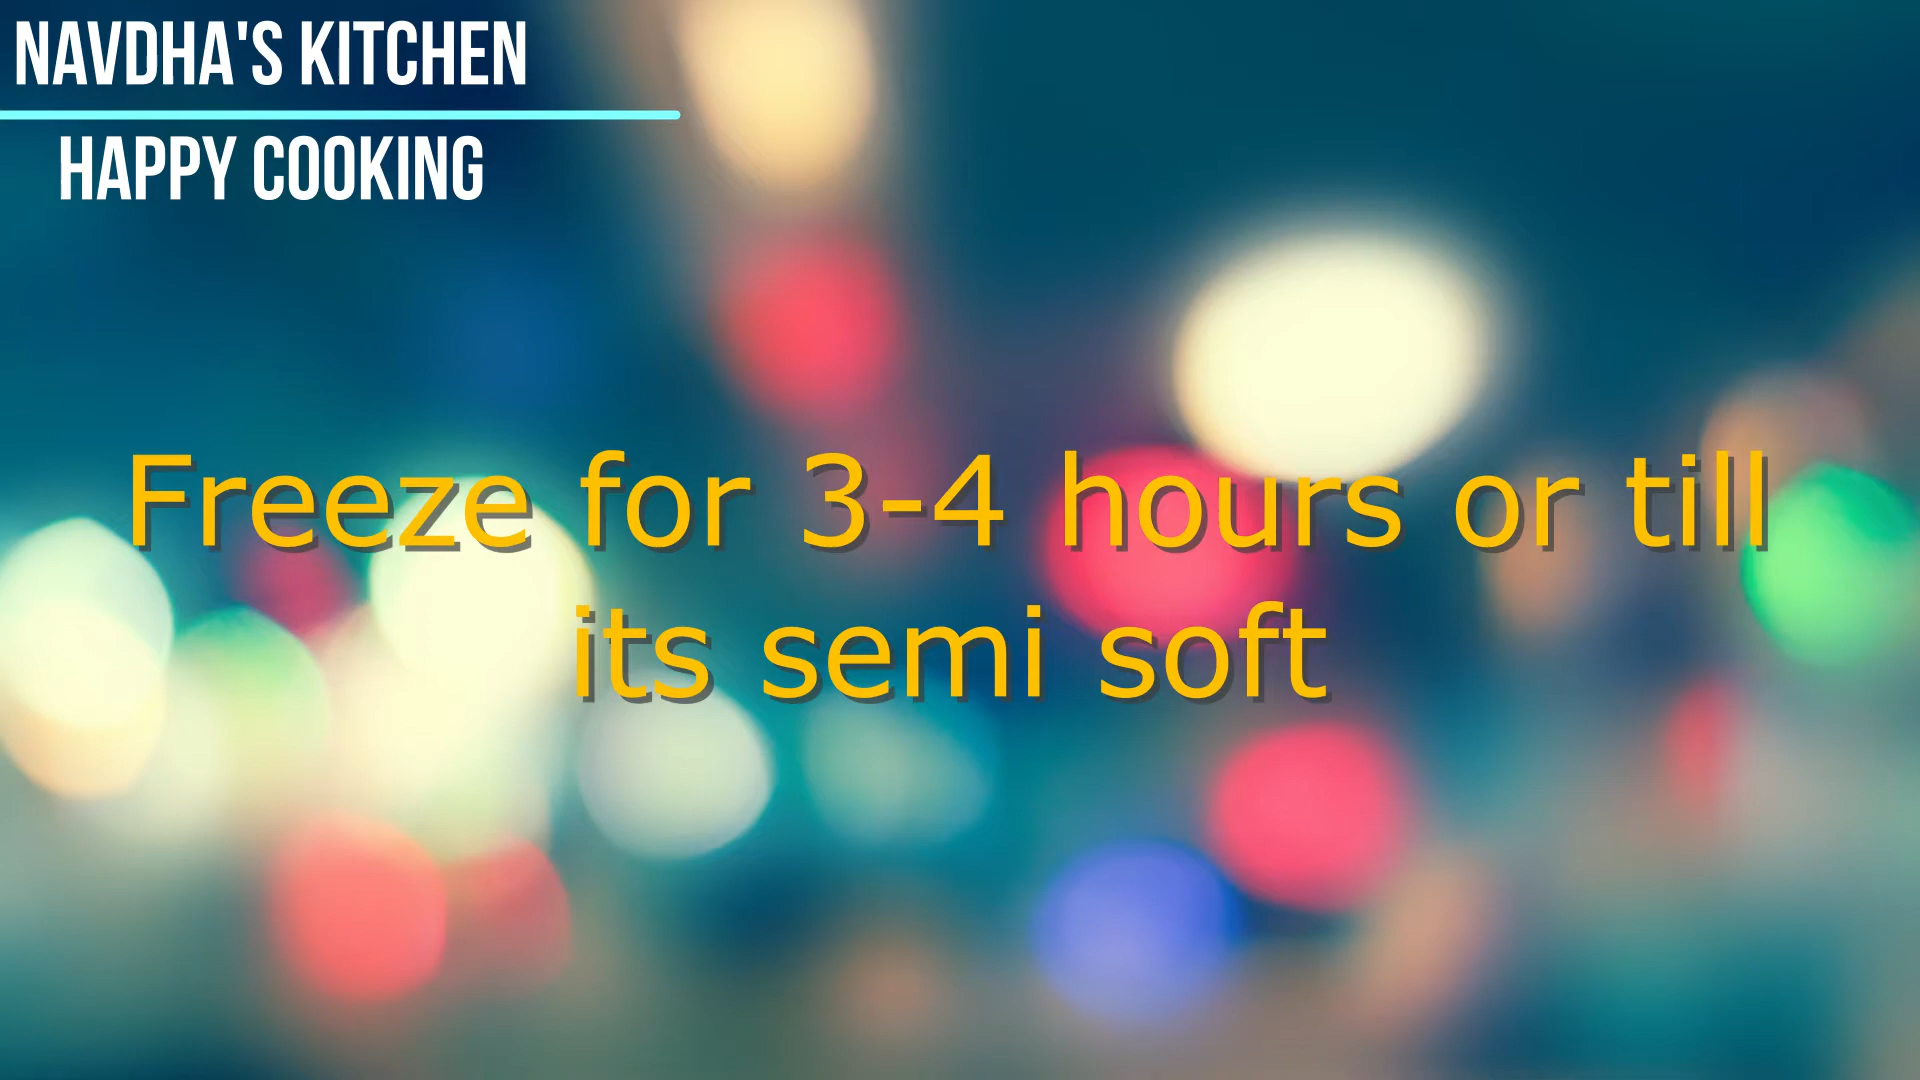 NAVDHA'S KITCHEN
HAPPY COOKING
Freeze for 3-4 hours or till
its semi soft